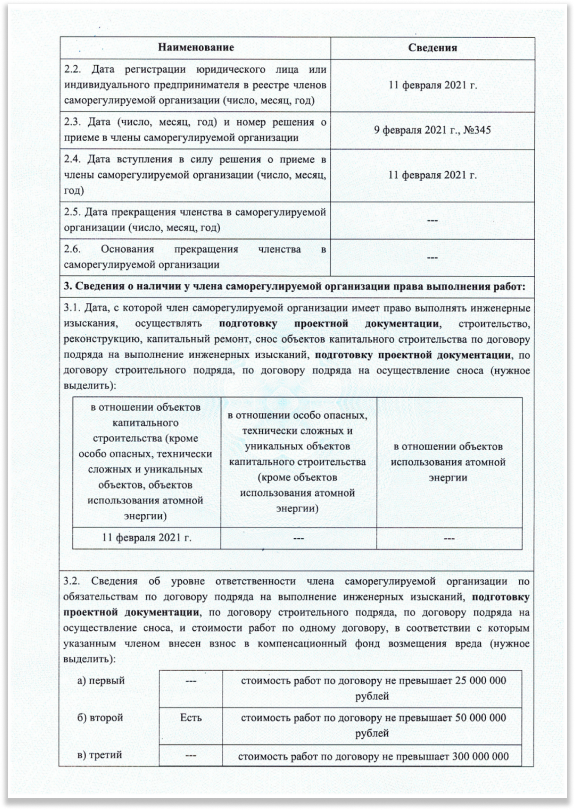 Наименование
Сведения
2.2. Дата регистрации юридического лица или
индивидуального предпринимателя в реестре членов
саморегулируемой организации (число, месяц, год)
11 февраля 2021 г.
2.3. Дата (число, месяц, год) и номер решения о
приеме в члены саморегулируемой организации
9 февраля 2021 г., №345
2.4. Дата вступления в силу решения о приеме в
члены саморегулируемой организации (число, месяц,
год)
11 февраля 2021 г.
2.5. Дата прекращения членства в саморегулируемой
организации (число, месяц, год)
---
2.6. Основания прекращения членства в
саморегулируемой организации
---
3. Сведения о наличии у члена саморегулируемой организации права выполнения работ:
3.1. Дата, с которой член саморегулируемой организации имеет право выполнять инженерные
изыскания, осуществлять подготовку проектной документации, строительство,
реконструкцию, капитальный ремонт, снос объектов капитального строительства по договору
подряда на выполнение инженерных изысканий, подготовку проектной документации, по
договору строительного подряда, по договору подряда на осуществление сноса (нужное
выделить):
в отношении объектов
капитального
строительства (кроме
особо опасных, технически
сложных и уникальных
объектов, объектов
использования атомной
энергии)
в отношении особо опасных,
технически сложных и
уникальных объектов
капитального строительства
(кроме объектов
использования атомной
энергии)
в отношении объектов
использования атомной
энергии
11 февраля 2021 г.
---
---
3.2. Сведения об уровне ответственности члена саморегулируемой организации по
обязательствам по договору подряда на выполнение инженерных изысканий, подготовку
проектной документации, по договору строительного подряда, по договору подряда на
осуществление сноса, и стоимости работ по одному договору, в соответствии с которым
указанным членом внесен взнос в компенсационный фонд возмещения вреда (нужное
выделить):
а) первый
---
стоимость работ по договору не превышает 25 000 000
рублей
б) второй
Есть
стоимость работ по договору не превышает 50 000 000
рублей
в) третий
---
стоимость работ по договору не превышает 300 000 000